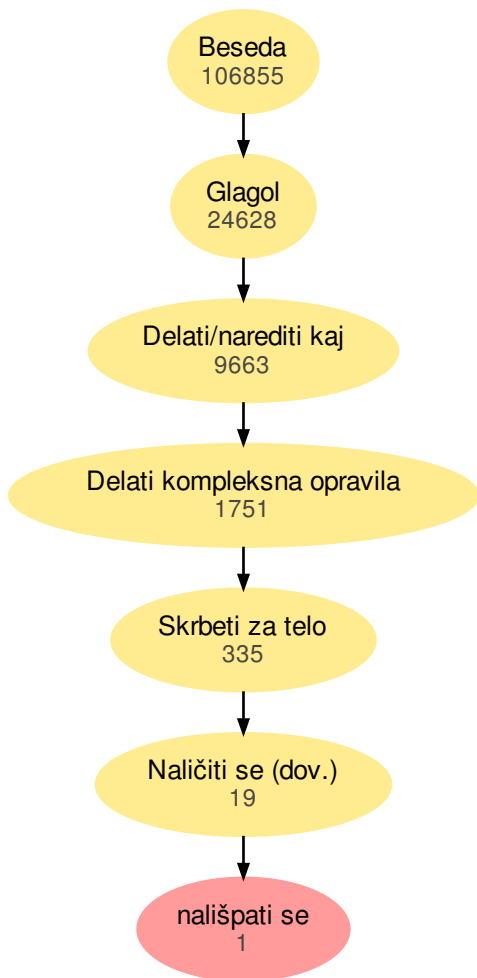 Beseda
106855
Glagol
24628
Delati/narediti kaj
9663
Delati kompleksna opravila
1751
Skrbeti za telo
335
Naličiti se (dov.)
19
nališpati se
1